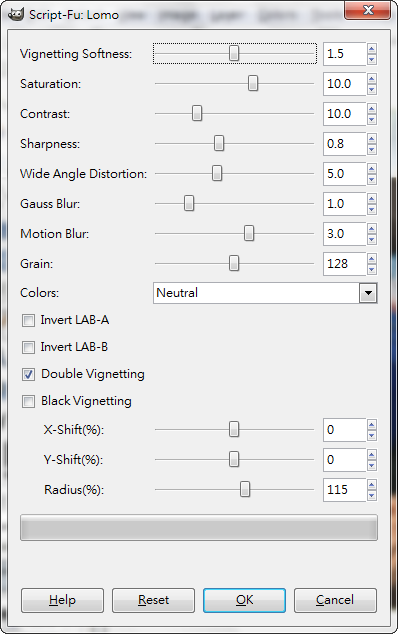 Script-Fu: Lomo
Vignetting Softness: 1.5
Saturation: 10.0
Contrast: 10.0
Sharpness: 0.8
Wide Angle Distortion: 5.0
Gauss Blur: 1.0
Motion Blur: 3.0
Grain: 128
Colors: Neutral
Invert LAB-A
Invert LAB-B
Double Vignetting
Black Vignetting
X-Shift(%): 0
Y-Shift(%): 0
Radius(%): 115
Help Reset OK Cancel